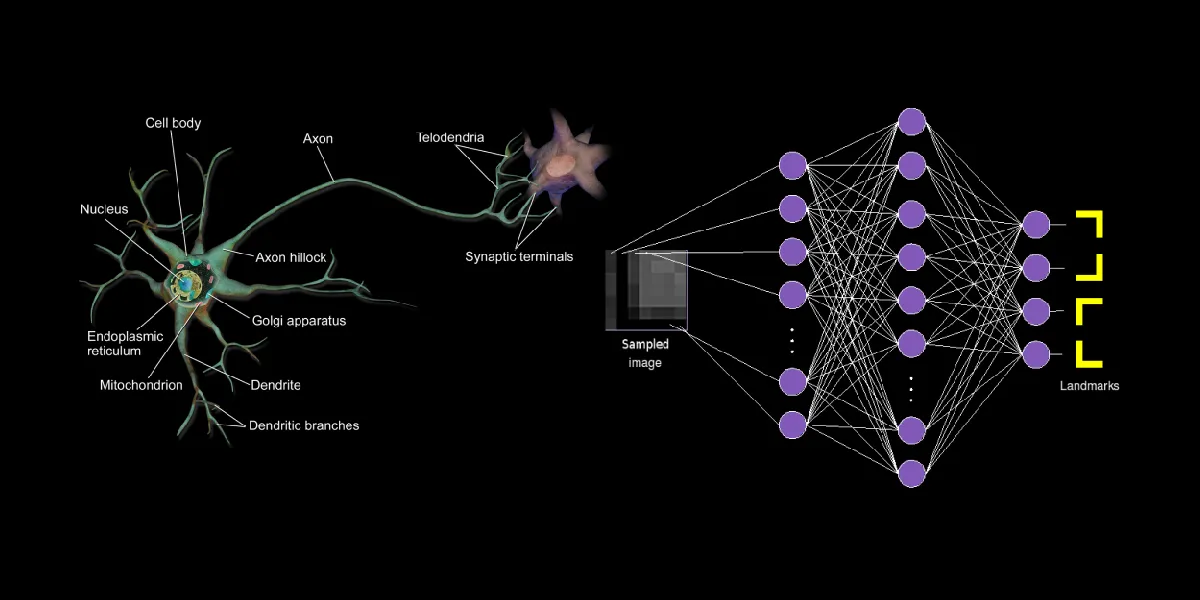 Cell body
Axon
Telodendria
Nucleus
Axon hillock
Synaptic terminals
Golgi apparatus
Endoplasmic
reticulum
Mitochondrion
Dendrite
Dendritic branches
Sampled
image
Landmarks